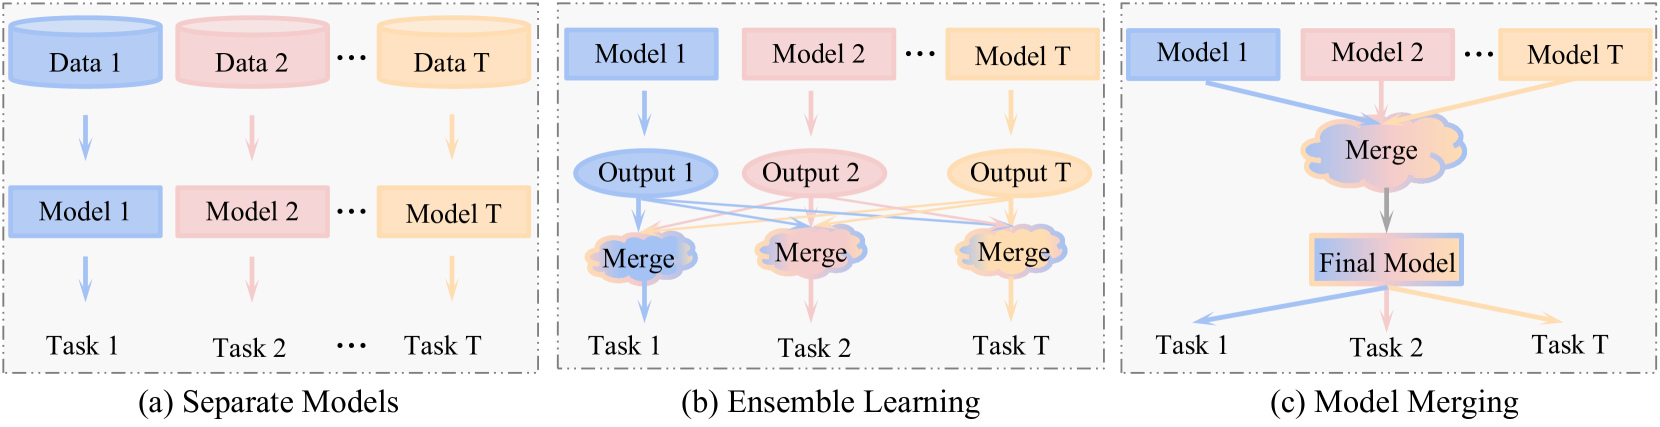 Data 1 Data 2 ... Data T
Model 1 Model 2 ... Model T
Task 1 Task 2 ... Task T
(a) Separate Models
Model 1 Model 2 ... Model T
Output 1 Output 2 Output T
Merge Merge Merge
Task 1 Task 2 Task T
(b) Ensemble Learning
Model 1 Model 2 ... Model T
Merge
Final Model
Task 1 Task 2 Task T
(c) Model Merging